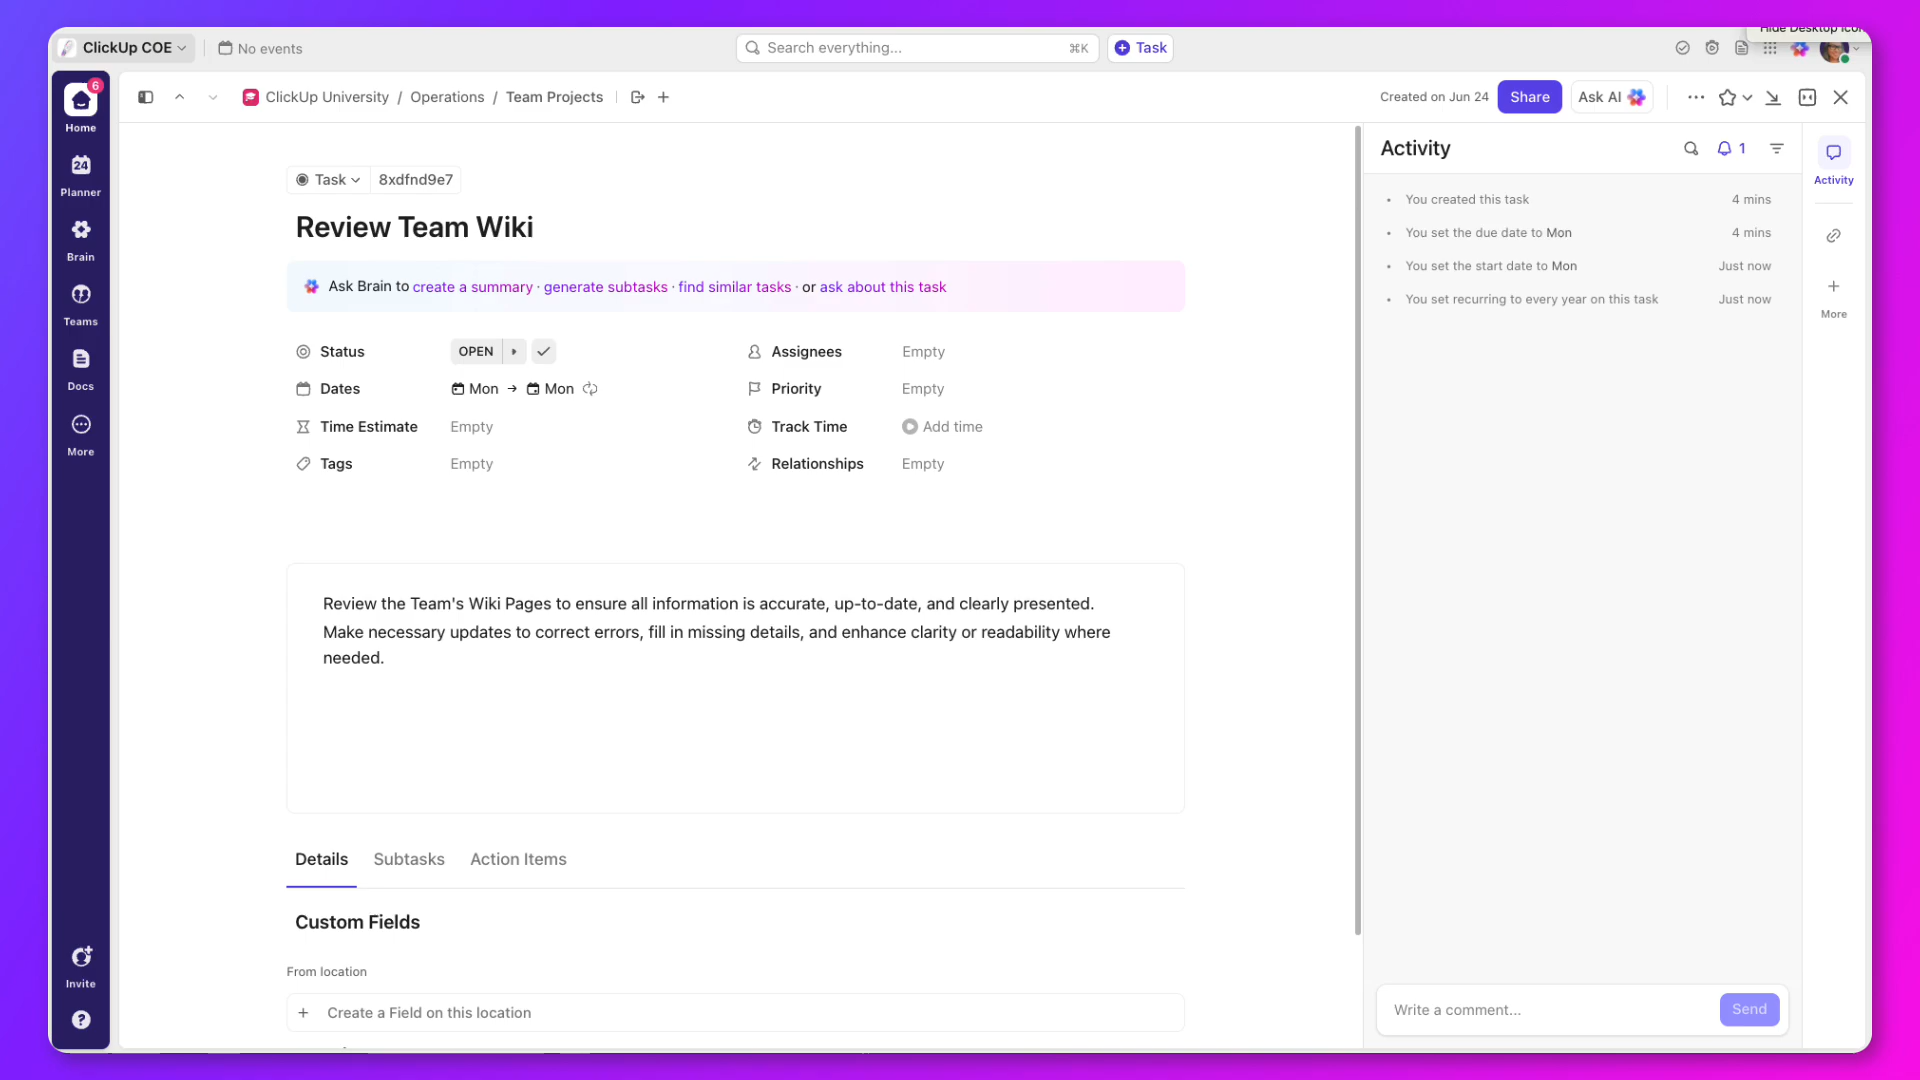 Hide Desktop Icon
ClickUp COE
No events
Search everything...
⌘K
Task
6
Home
24
Planner
Brain
Teams
Docs
More
Invite
?
ClickUp University / Operations / Team Projects
Created on Jun 24
Share
Ask AI
Task
8xdfnd9e7
Review Team Wiki
Ask Brain to create a summary · generate subtasks · find similar tasks · or ask about this task
Status
OPEN
Assignees
Empty
Dates
Mon → Mon
Priority
Empty
Time Estimate
Empty
Track Time
Add time
Tags
Empty
Relationships
Empty
Review the Team's Wiki Pages to ensure all information is accurate, up-to-date, and clearly presented.
Make necessary updates to correct errors, fill in missing details, and enhance clarity or readability where
needed.
Details
Subtasks
Action Items
Custom Fields
From location
+ Create a Field on this location
Activity
1
• You created this task 4 mins
• You set the due date to Mon 4 mins
• You set the start date to Mon Just now
• You set recurring to every year on this task Just now
Write a comment...
Send
Activity
More